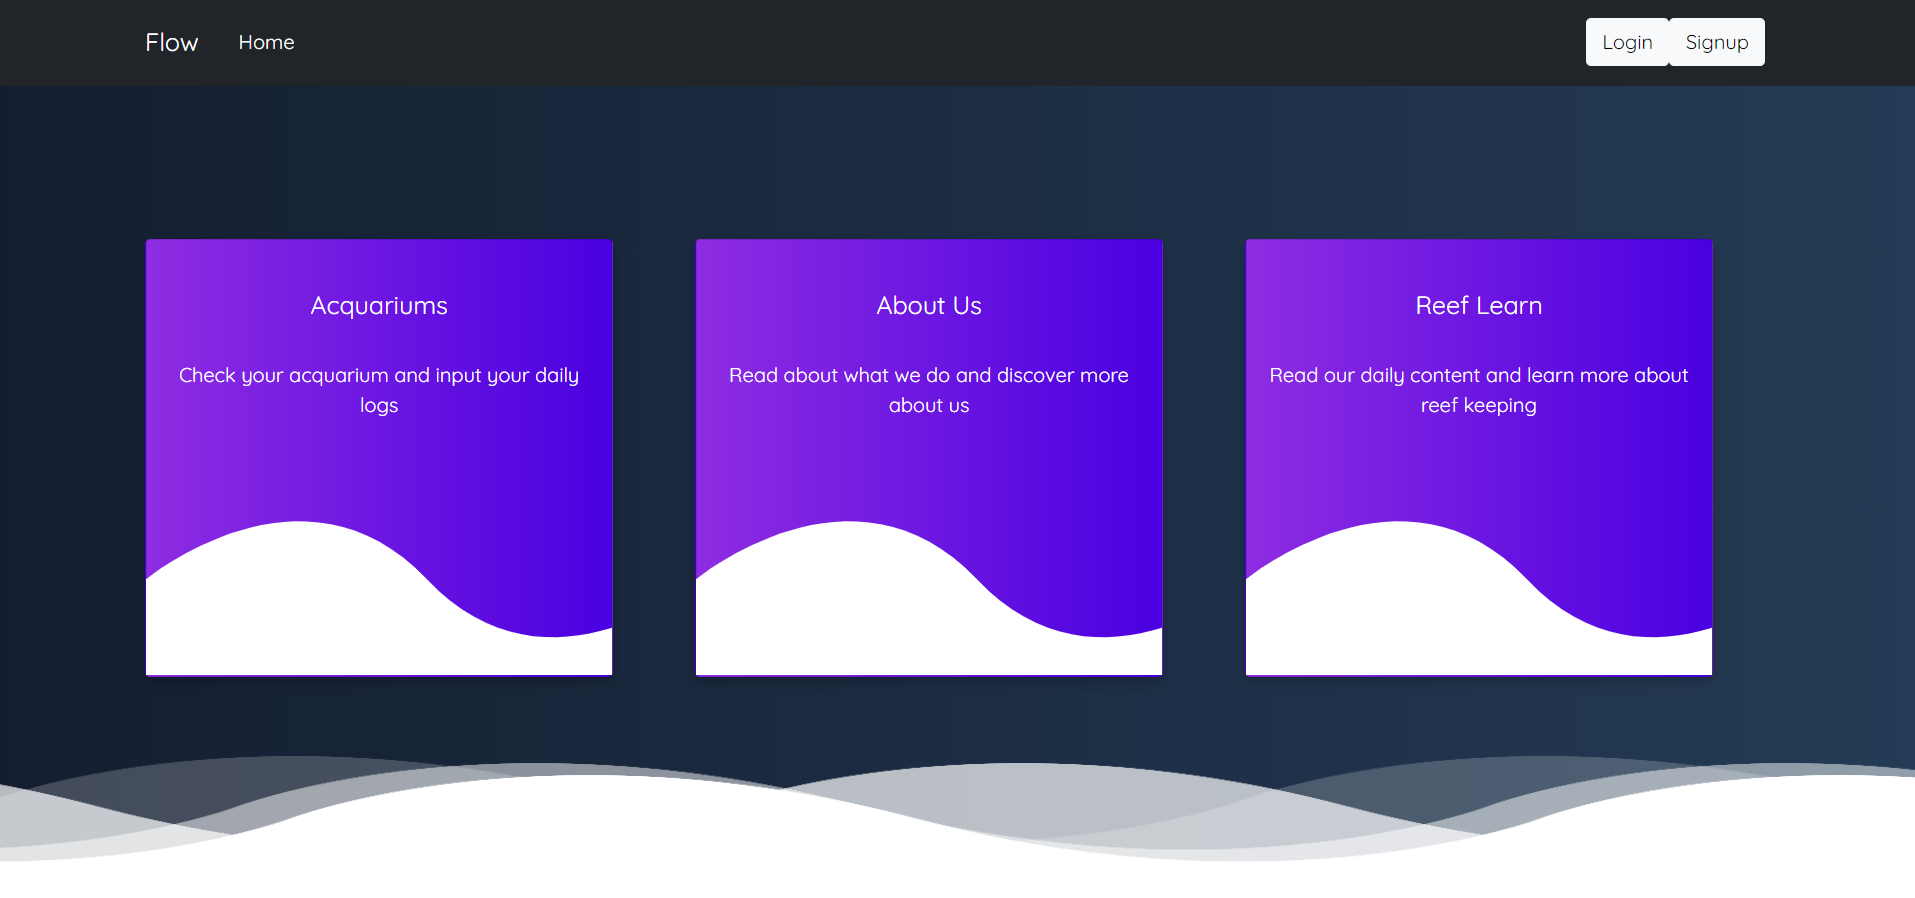 Flow Home Login Signup
Acquariums
Check your acquarium and input your daily
logs
About Us
Read about what we do and discover more
about us
Reef Learn
Read our daily content and learn more about
reef keeping